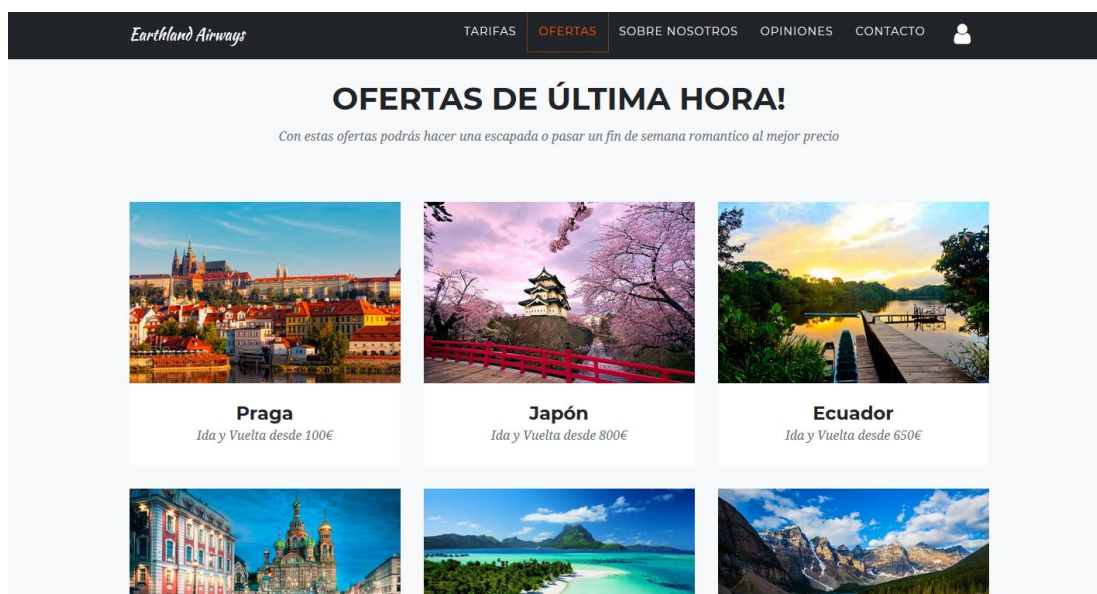 Earthland Airways
TARIFAS
OFERTAS
SOBRE NOSOTROS
OPINIONES
CONTACTO
OFERTAS DE ÚLTIMA HORA!
Con estas ofertas podrás hacer una escapada o pasar un fin de semana romantico al mejor precio
Praga
Ida y Vuelta desde 100€
Japón
Ida y Vuelta desde 800€
Ecuador
Ida y Vuelta desde 650€